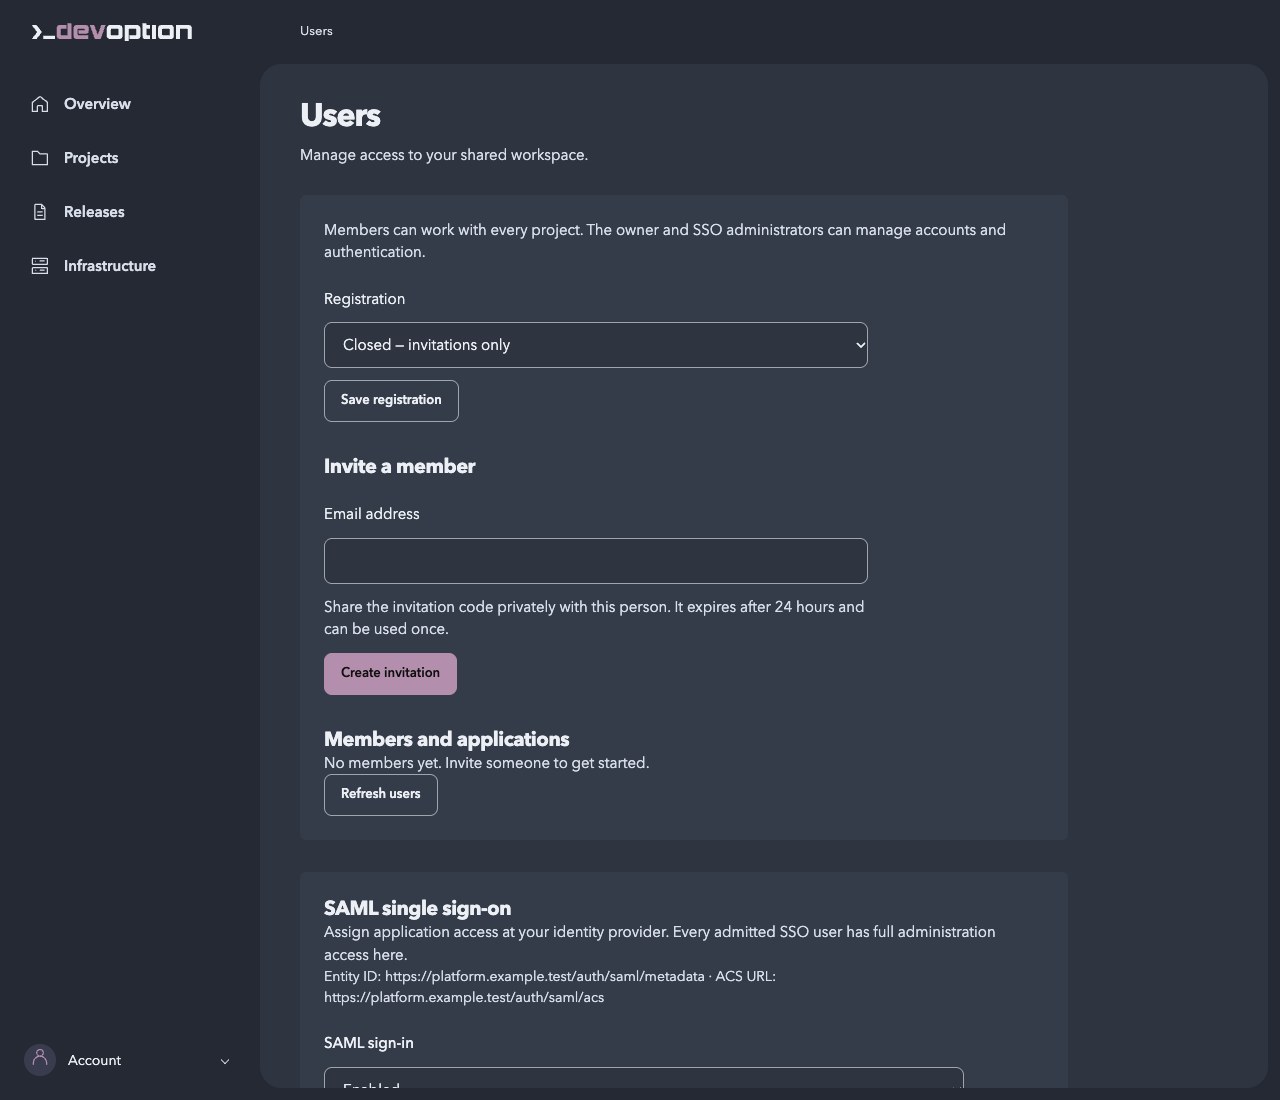 >_devoption
Users
Overview
Projects
Releases
Infrastructure
Account
Users
Manage access to your shared workspace.
Members can work with every project. The owner and SSO administrators can manage accounts and
authentication.
Registration
Closed – invitations only
Save registration
Invite a member
Email address
Share the invitation code privately with this person. It expires after 24 hours and
can be used once.
Create invitation
Members and applications
No members yet. Invite someone to get started.
Refresh users
SAML single sign-on
Assign application access at your identity provider. Every admitted SSO user has full administration
access here.
Entity ID: https://platform.example.test/auth/saml/metadata · ACS URL:
https://platform.example.test/auth/saml/acs
SAML sign-in
Enabled